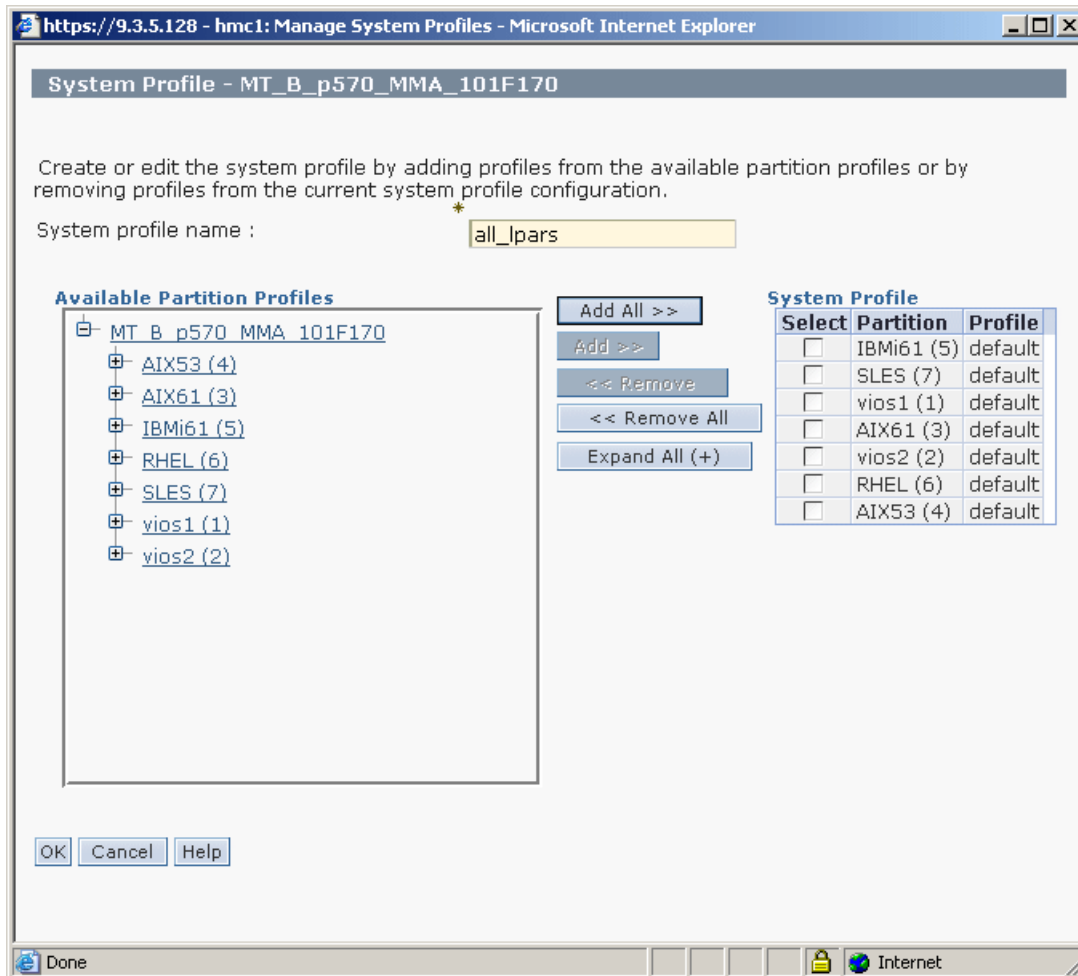 https://9.3.5.128 - hmc1: Manage System Profiles - Microsoft Internet Explorer
System Profile - MT_B_p570_MMA_101F170
Create or edit the system profile by adding profiles from the available partition profiles or by
removing profiles from the current system profile configuration.
*
System profile name :
all_lpars
Available Partition Profiles
MT_B_p570_MMA_101F170
AIX53 (4)
AIX61 (3)
IBMi61 (5)
RHEL (6)
SLES (7)
vios1 (1)
vios2 (2)
Add All >>
Add >>
<< Remove
<< Remove All
Expand All (+)
System Profile
Select Partition Profile
IBMi61 (5) default
SLES (7) default
vios1 (1) default
AIX61 (3) default
vios2 (2) default
RHEL (6) default
AIX53 (4) default
OK Cancel Help
Done Internet